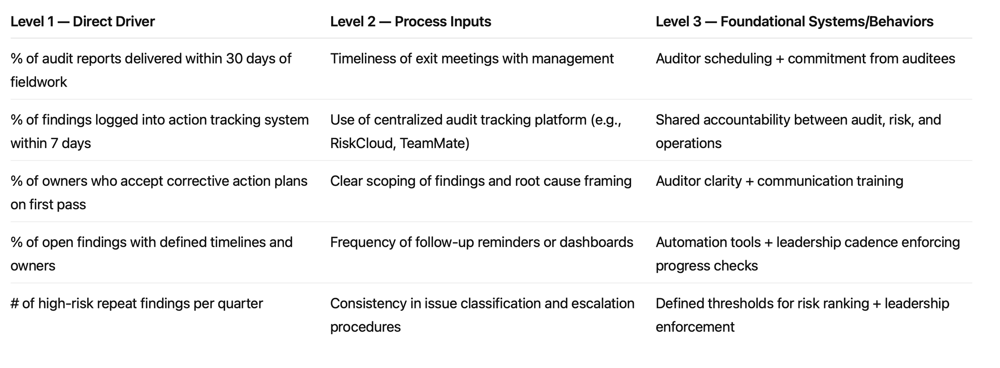 Level 1 — Direct Driver
Level 2 — Process Inputs
Level 3 — Foundational Systems/Behaviors
% of audit reports delivered within 30 days of
fieldwork
Timeliness of exit meetings with management
Auditor scheduling + commitment from auditees
% of findings logged into action tracking system
within 7 days
Use of centralized audit tracking platform (e.g.,
RiskCloud, TeamMate)
Shared accountability between audit, risk, and
operations
% of owners who accept corrective action plans
on first pass
Clear scoping of findings and root cause framing
Auditor clarity + communication training
% of open findings with defined timelines and
owners
Frequency of follow-up reminders or dashboards
Automation tools + leadership cadence enforcing
progress checks
# of high-risk repeat findings per quarter
Consistency in issue classification and escalation
procedures
Defined thresholds for risk ranking + leadership
enforcement